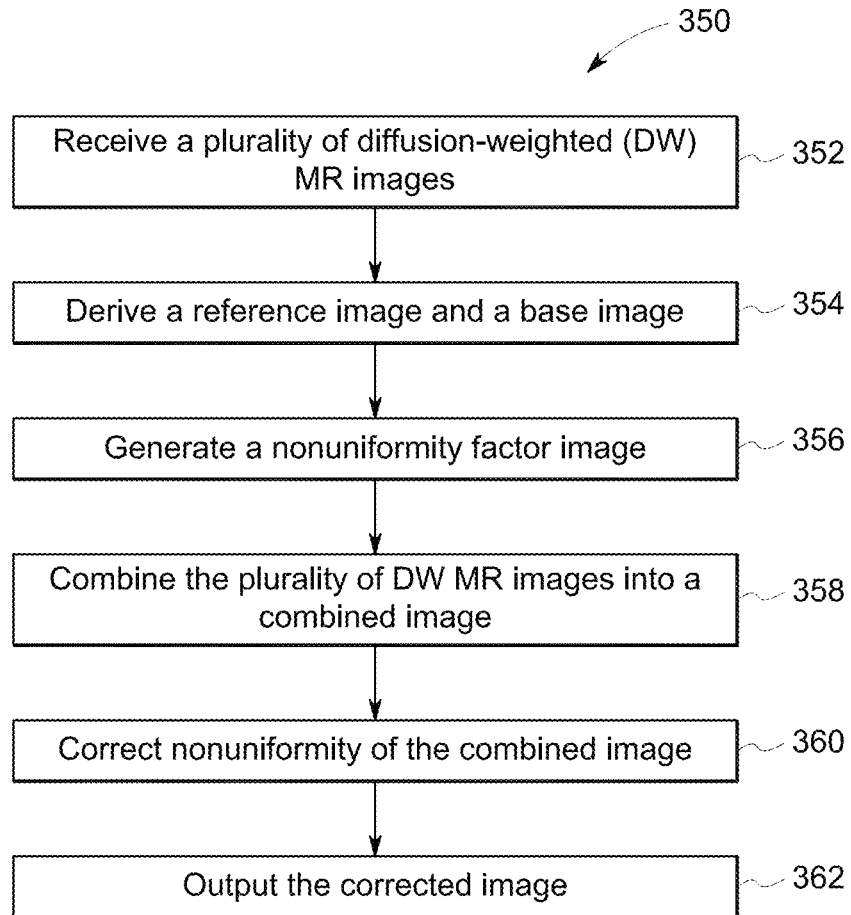 350
Receive a plurality of diffusion-weighted (DW)
MR images
352
Derive a reference image and a base image
354
Generate a nonuniformity factor image
356
Combine the plurality of DW MR images into a
combined image
358
Correct nonuniformity of the combined image
360
Output the corrected image
362